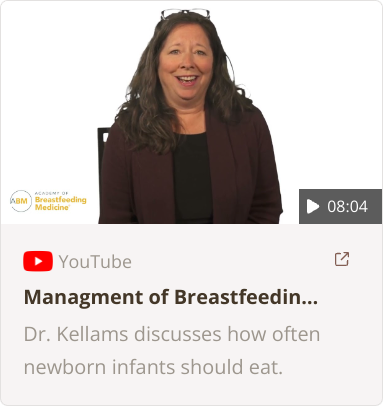 ABM
ACADEMY OF
Breastfeeding
Medicine
08:04
YouTube
Managment of Breastfeedin...
Dr. Kellams discusses how often
newborn infants should eat.